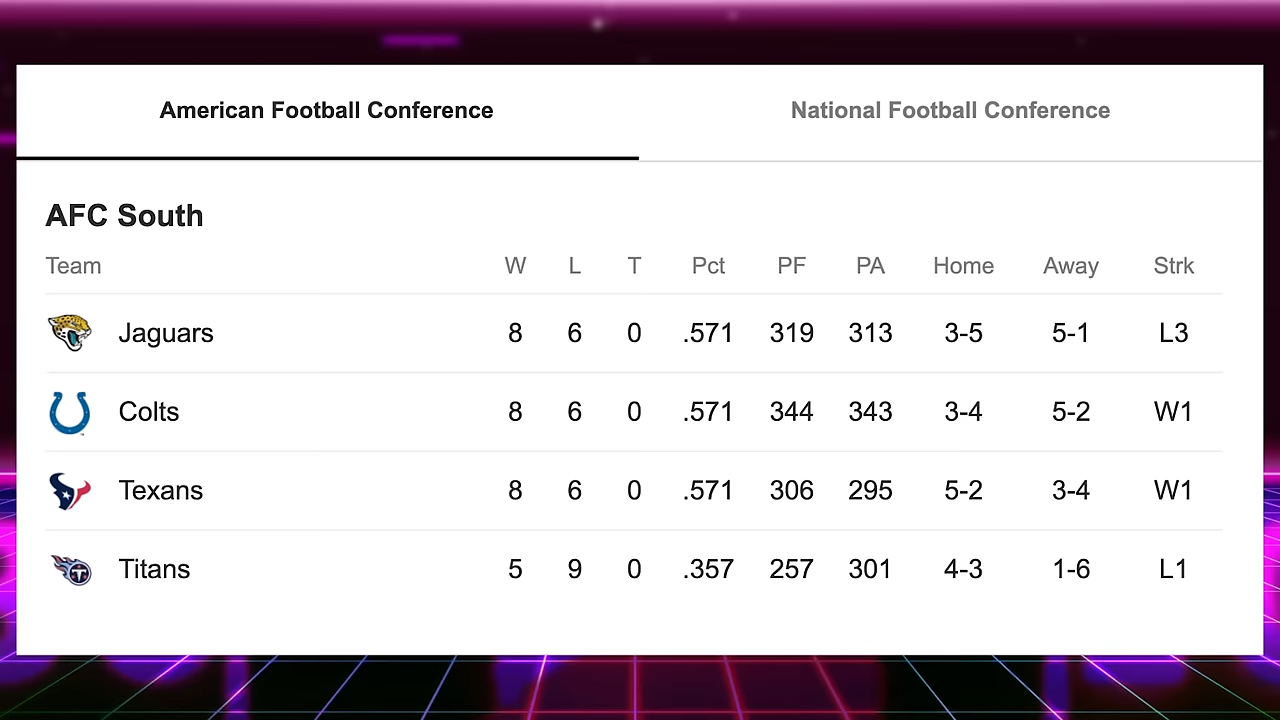 American Football Conference National Football Conference
AFC South
Team W L T Pct PF PA Home Away Strk
Jaguars 8 6 0 .571 319 313 3-5 5-1 L3
Colts 8 6 0 .571 344 343 3-4 5-2 W1
Texans 8 6 0 .571 306 295 5-2 3-4 W1
Titans 5 9 0 .357 257 301 4-3 1-6 L1